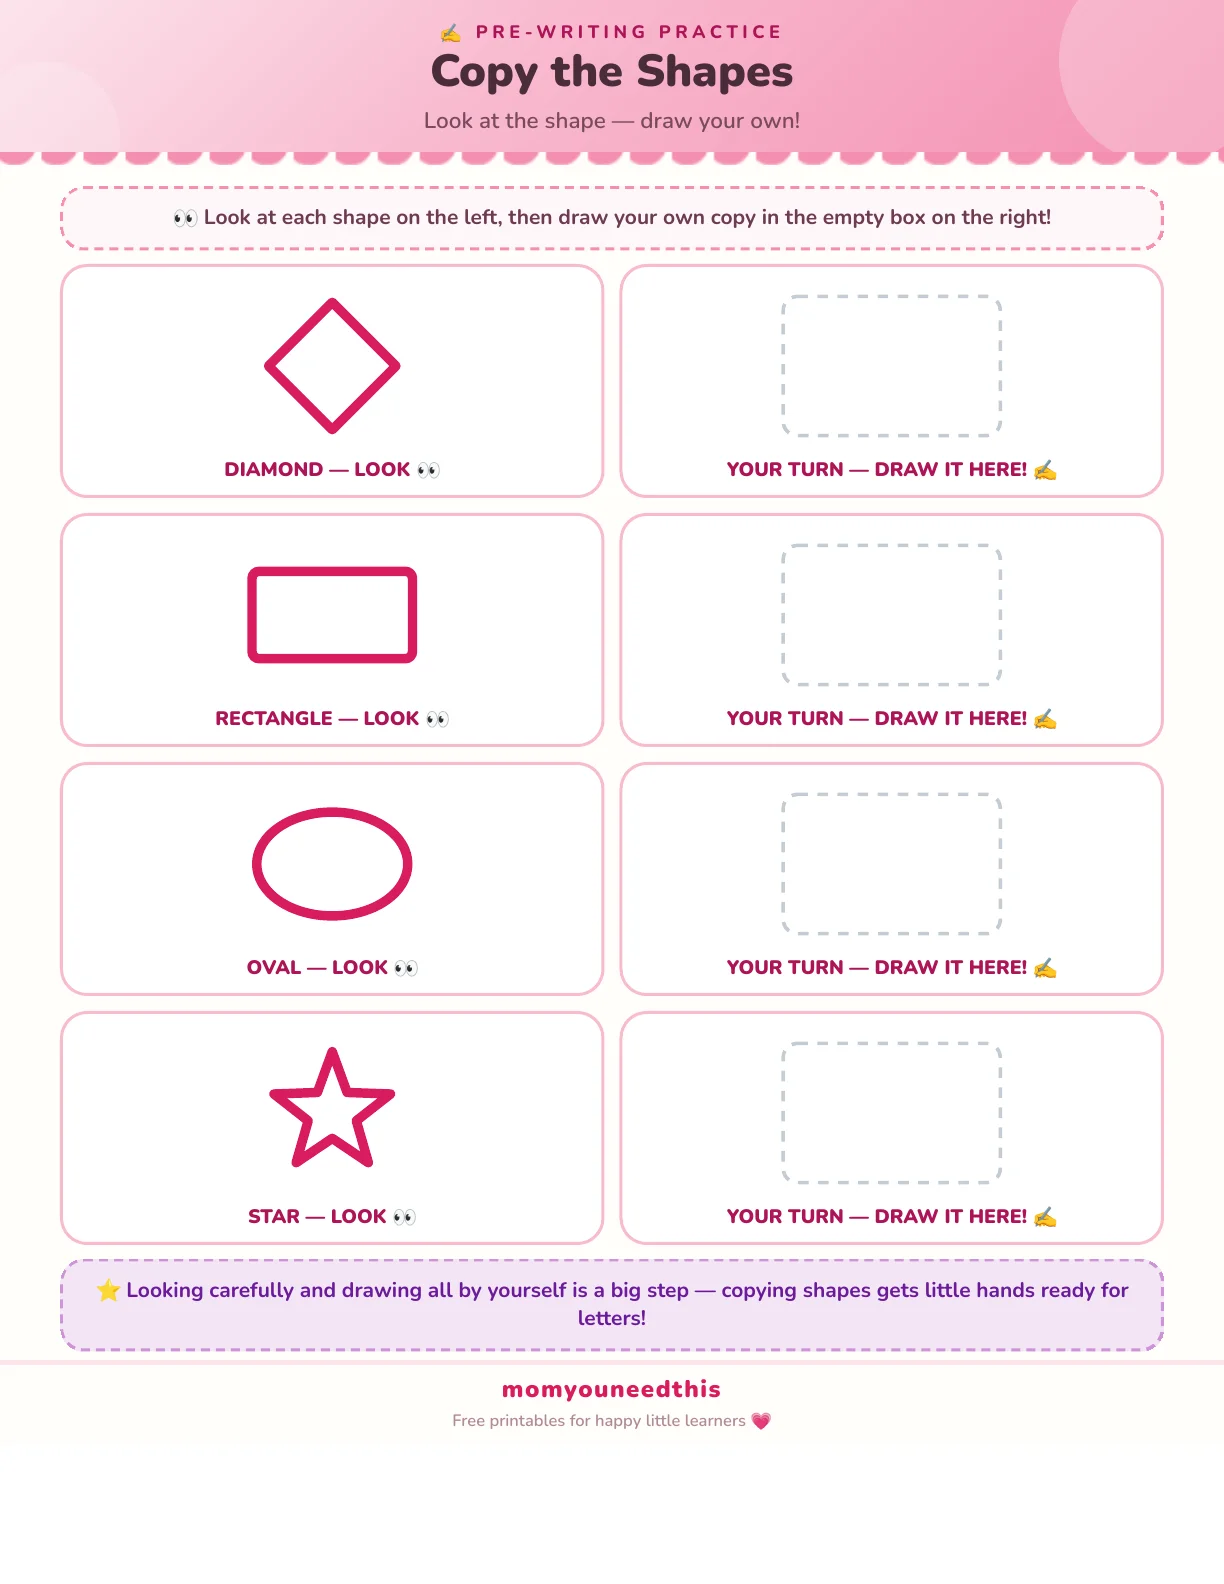 ✍️ PRE-WRITING PRACTICE
Copy the Shapes
Look at the shape — draw your own!
👀 Look at each shape on the left, then draw your own copy in the empty box on the right!
DIAMOND — LOOK 👀
YOUR TURN — DRAW IT HERE! ✍️
RECTANGLE — LOOK 👀
YOUR TURN — DRAW IT HERE! ✍️
OVAL — LOOK 👀
YOUR TURN — DRAW IT HERE! ✍️
STAR — LOOK 👀
YOUR TURN — DRAW IT HERE! ✍️
⭐ Looking carefully and drawing all by yourself is a big step — copying shapes gets little hands ready for
letters!
momyouneedthis
Free printables for happy little learners 💗